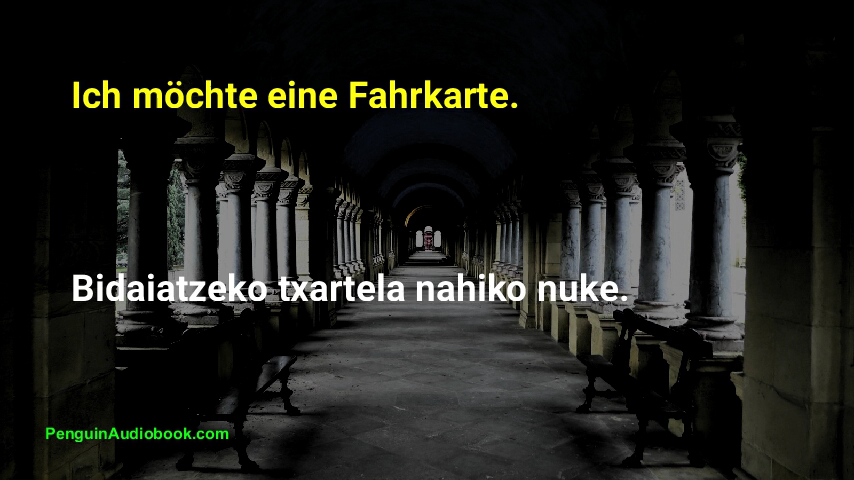 Ich möchte eine Fahrkarte.
Bidaiatzeko txartela nahiko nuke.
PenguinAudiobook.com